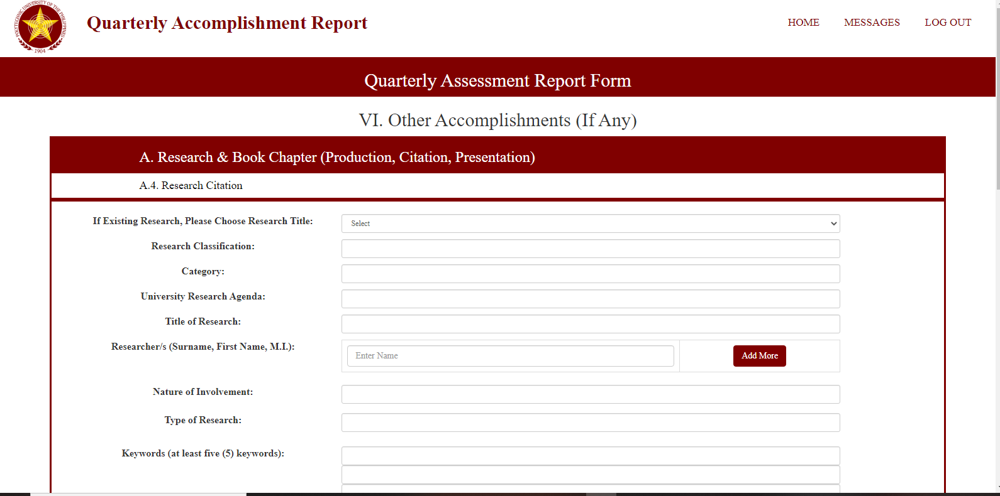 POLYTECHNIC UNIVERSITY OF THE PHILIPPINES
1904
Quarterly Accomplishment Report
HOME MESSAGES LOG OUT
Quarterly Assessment Report Form
VI. Other Accomplishments (If Any)
A. Research & Book Chapter (Production, Citation, Presentation)
A.4. Research Citation
If Existing Research, Please Choose Research Title: Select
Research Classification:
Category:
University Research Agenda:
Title of Research:
Researcher/s (Surname, First Name, M.I.): Enter Name Add More
Nature of Involvement:
Type of Research:
Keywords (at least five (5) keywords):